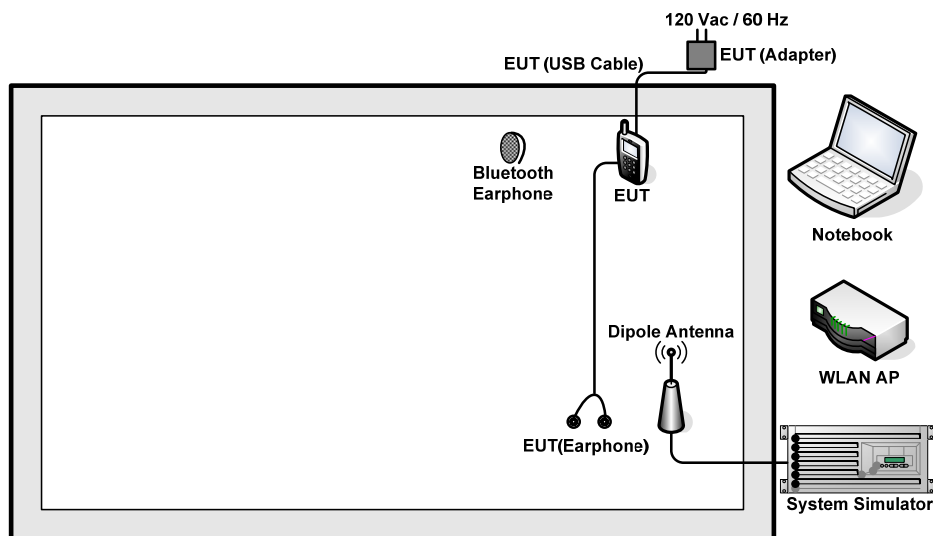 120 Vac / 60 Hz
EUT (USB Cable)
EUT (Adapter)
Bluetooth
Earphone
EUT
Notebook
Dipole Antenna
WLAN AP
EUT(Earphone)
System Simulator